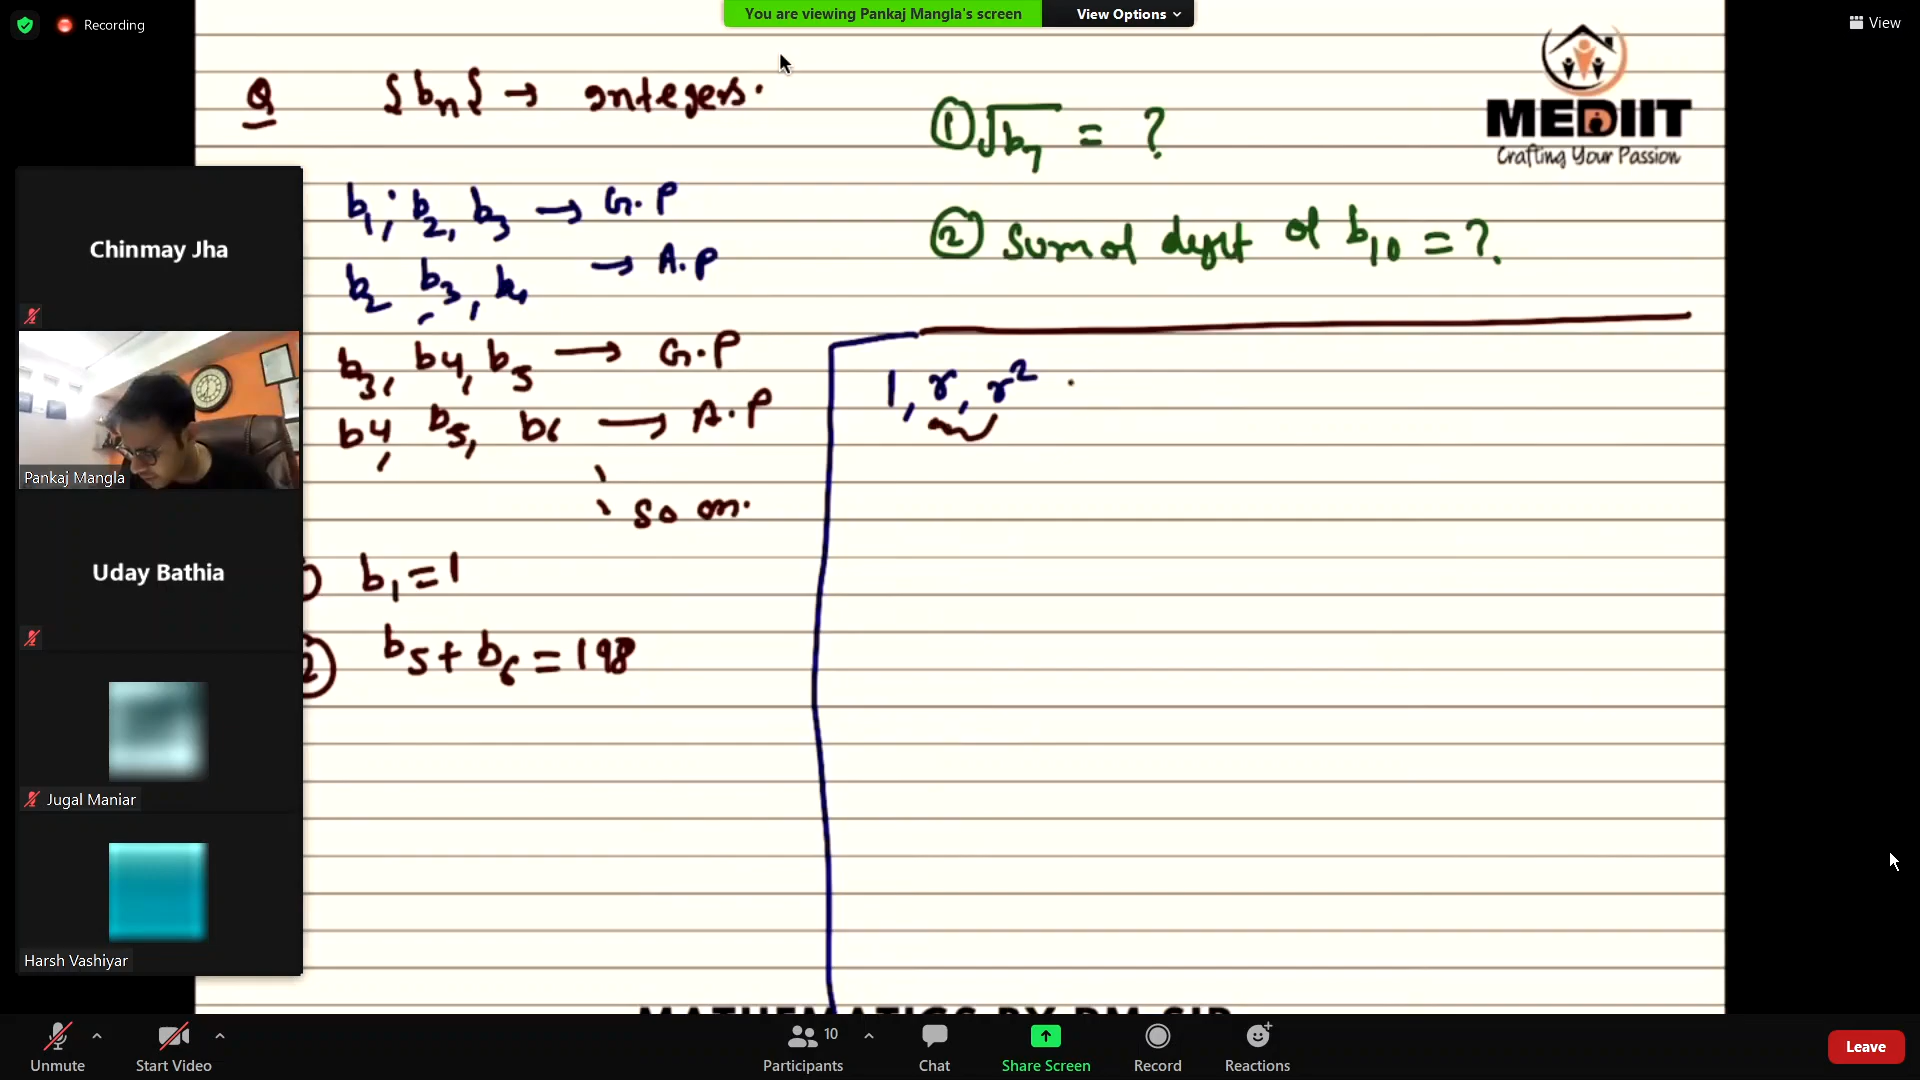 You are viewing Pankaj Mangla's screen
View Options
Recording
View
Q {bn} → integers.
① √b7 = ?
MEDIIT
Crafting Your Passion
b1, b2, b3 → G.P
② Sum of digit of b10 = ?
b2 b3, b4 → A.P
b3, b4, b5 → G.P
b4, b5, b6 → A.P
so on.
1, r, r²
b1 = 1
b5 + b6 = 198
Chinmay Jha
Pankaj Mangla
Uday Bathia
Jugal Maniar
Harsh Vashiyar
Unmute
Start Video
Participants
10
Chat
Share Screen
Record
Reactions
Leave